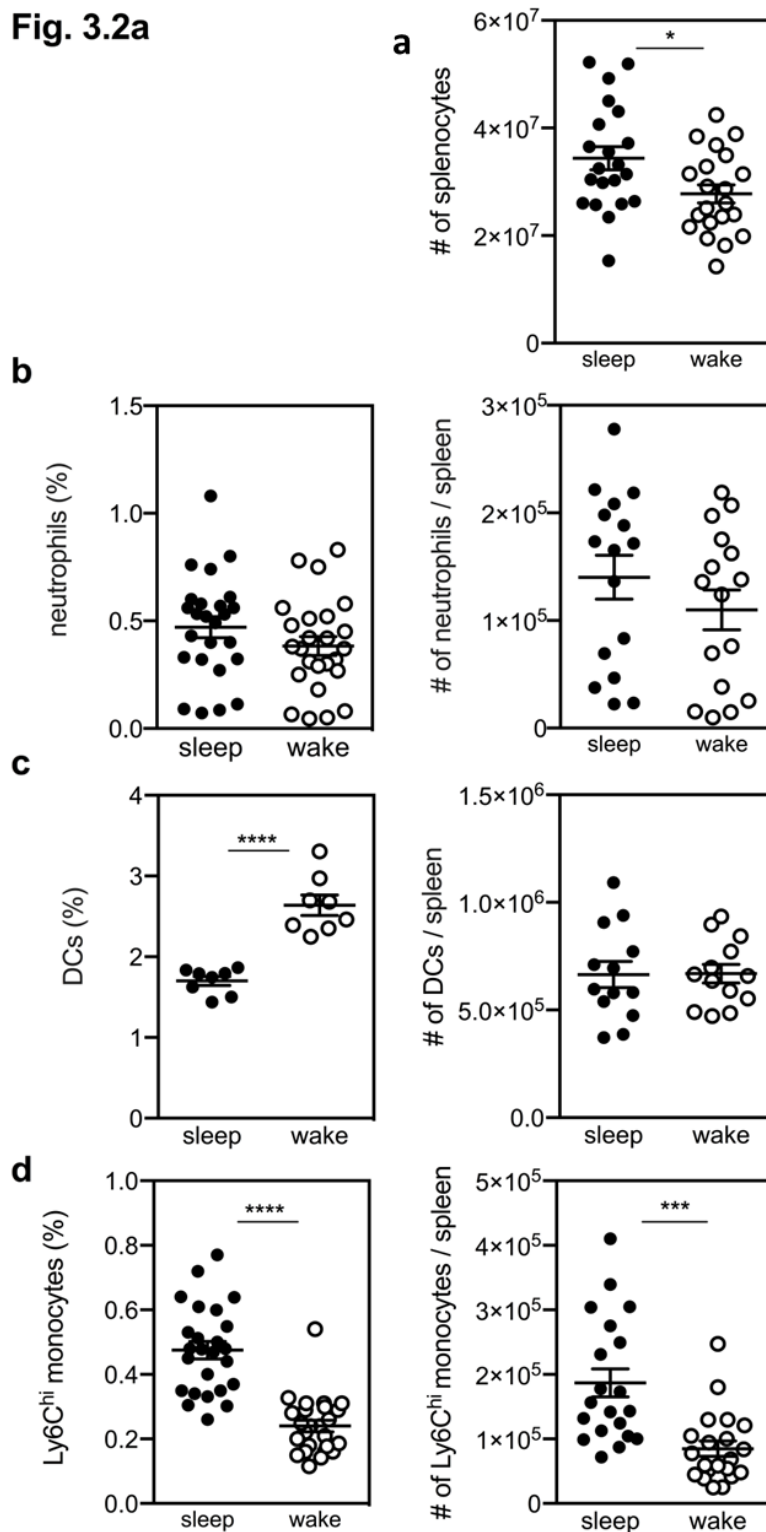 Fig. 3.2a
a
# of splenocytes
6×10⁷
4×10⁷
2×10⁷
0
*
sleep
wake
b
neutrophils (%)
1.5
1.0
0.5
0.0
sleep
wake
# of neutrophils / spleen
3×10⁵
2×10⁵
1×10⁵
0
sleep
wake
c
DCs (%)
4
3
2
1
0
****
sleep
wake
# of DCs / spleen
1.5×10⁶
1.0×10⁶
5.0×10⁵
0.0
sleep
wake
d
Ly6Cʰⁱ monocytes (%)
1.0
0.8
0.6
0.4
0.2
0.0
****
sleep
wake
# of Ly6Cʰⁱ monocytes / spleen
5×10⁵
4×10⁵
3×10⁵
2×10⁵
1×10⁵
0
***
sleep
wake